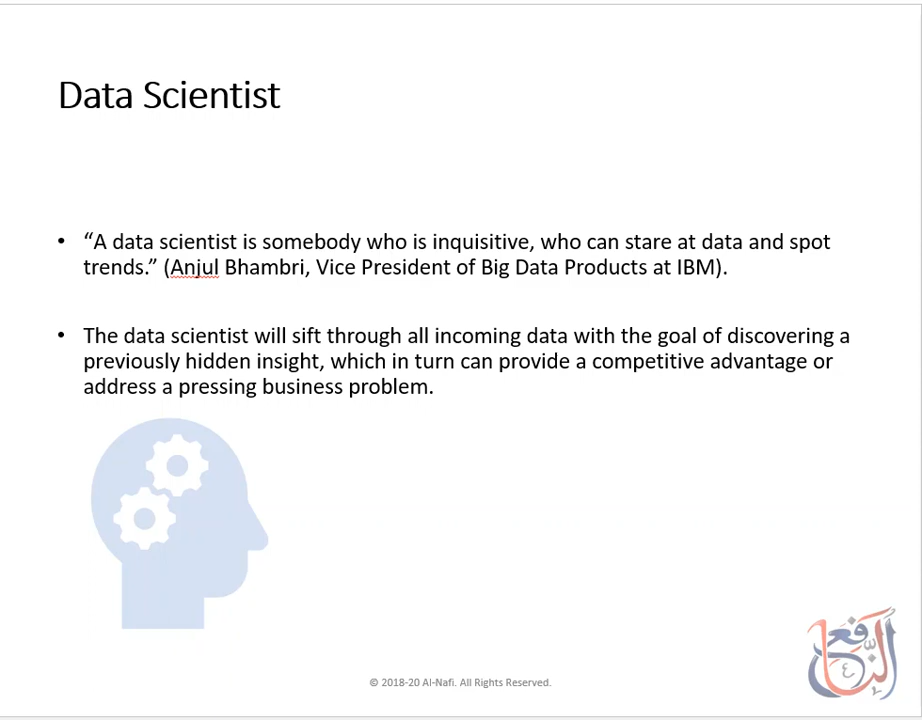 Data Scientist
• “A data scientist is somebody who is inquisitive, who can stare at data and spot
trends.” (Anjul Bhambri, Vice President of Big Data Products at IBM).
• The data scientist will sift through all incoming data with the goal of discovering a
previously hidden insight, which in turn can provide a competitive advantage or
address a pressing business problem.
© 2018-20 Al-Nafi. All Rights Reserved.
النافع